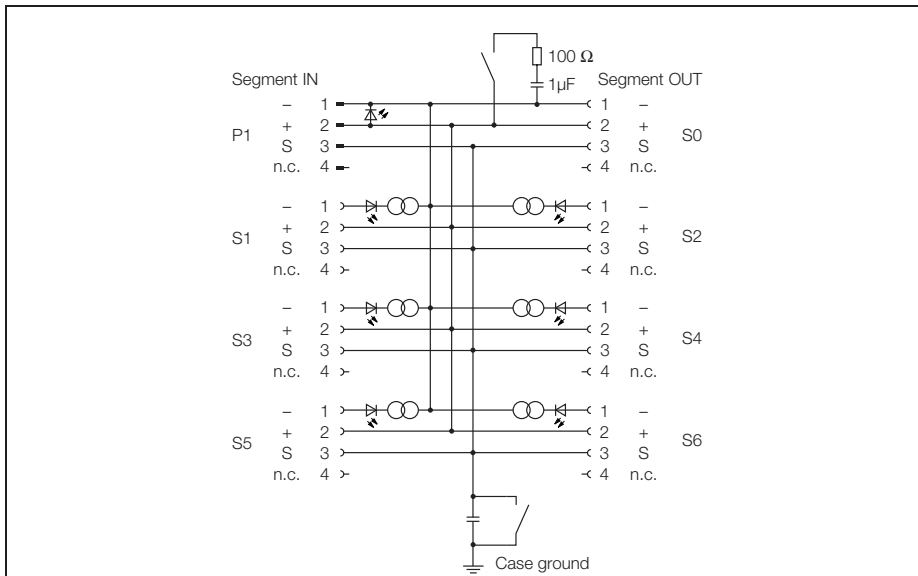 100 Ω
Segment IN 1µF Segment OUT
− 1 1 −
P1 + 2 2 + S0
S 3 3 S
n.c. 4 4 n.c.
− 1 1 −
S1 + 2 2 + S2
S 3 3 S
n.c. 4 4 n.c.
− 1 1 −
S3 + 2 2 + S4
S 3 3 S
n.c. 4 4 n.c.
− 1 1 −
S5 + 2 2 + S6
S 3 3 S
n.c. 4 4 n.c.
Case ground